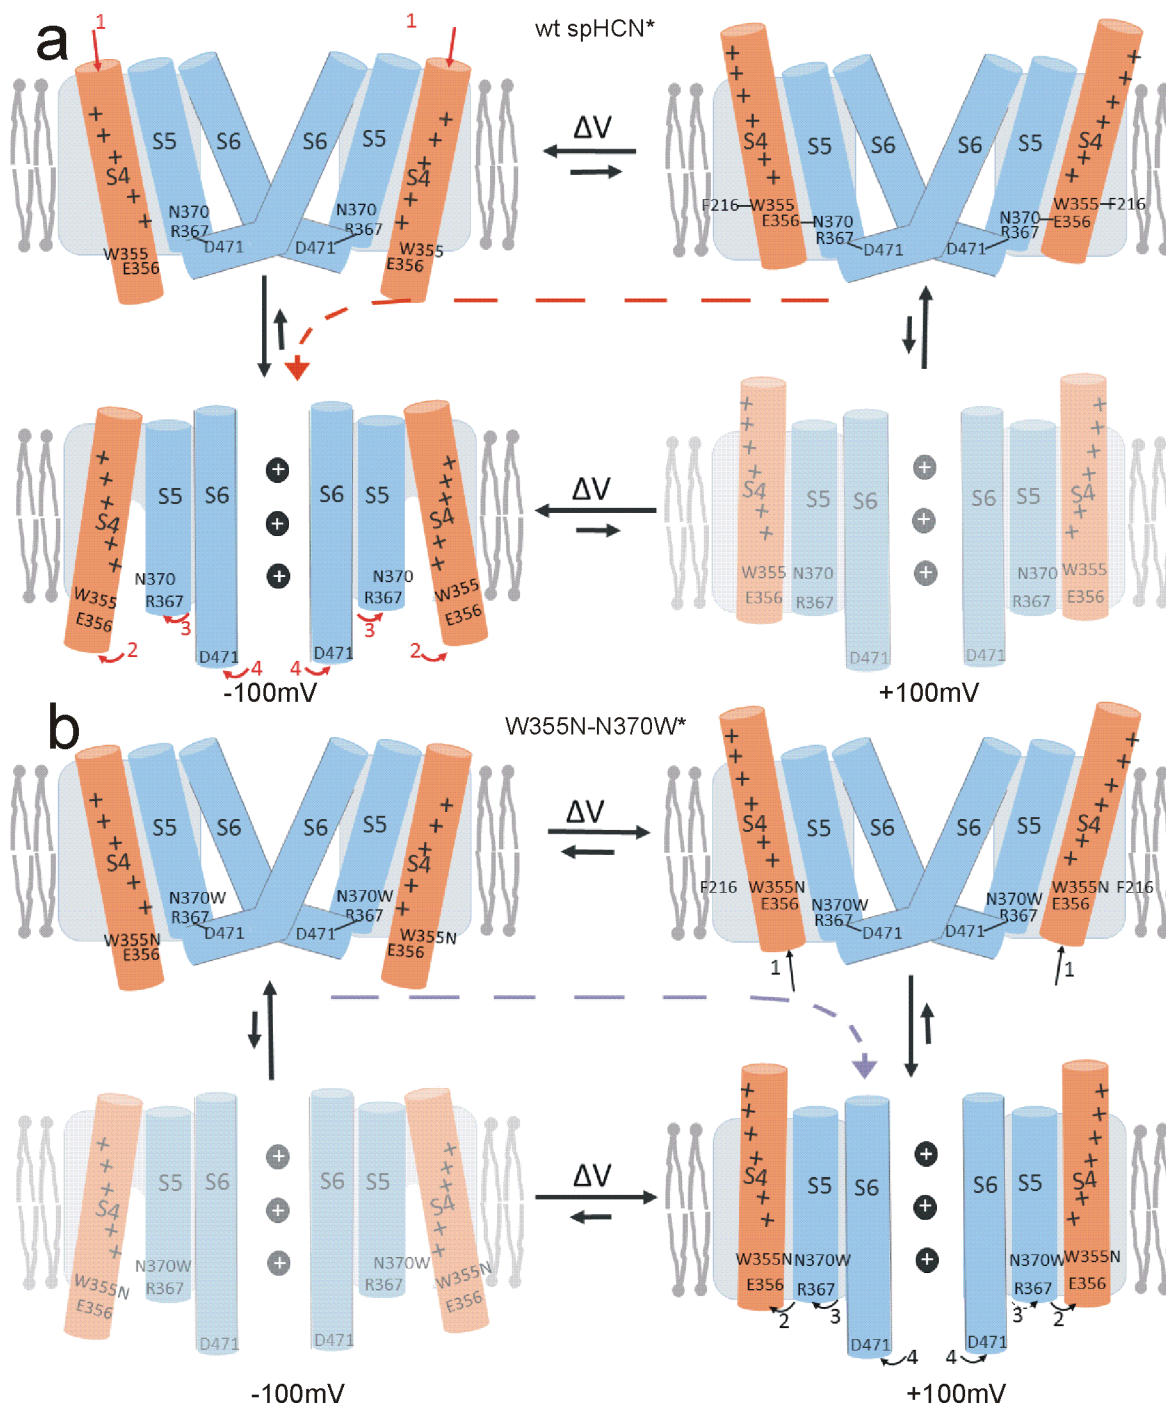 a
wt spHCN*
1
1
+ + + + +
S4
S5
S6
S6
S5
+ + + + +
S4
N370
R367
D471
W355
E356
N370
R367
D471
W355
E356
ΔV
+ + + + + +
S4
S5
S6
S6
S5
+ + + + + +
S4
F216
W355
E356
N370
R367
D471
D471
N370
R367
W355
E356
F216
+ + + + + +
S4
S5
S6
+
+
+
S6
S5
+ + + + + +
S4
N370
R367
W355
E356
D471
N370
R367
W355
E356
D471
2
3
4
4
3
2
-100mV
ΔV
+ + + + + +
S4
S5
S6
+
+
+
S6
S5
+ + + + + +
S4
W355
E356
N370
R367
D471
D471
N370
R367
W355
E356
+100mV
b
W355N-N370W*
+ + + + +
S4
S5
S6
S6
S5
+ + + + +
S4
N370W
R367
D471
W355N
E356
N370W
R367
D471
W355N
E356
ΔV
+ + + + + +
S4
S5
S6
S6
S5
+ + + + + +
S4
F216
W355N
E356
N370W
R367
D471
D471
N370W
R367
W355N
E356
F216
1
1
+ + + + + +
S4
S5
S6
+
+
+
S6
S5
+ + + + + +
S4
N370W
R367
W355N
E356
D471
N370W
R367
W355N
E356
D471
-100mV
ΔV
+ + + + + +
S4
S5
S6
+
+
+
S6
S5
+ + + + + +
S4
W355N
E356
N370W
R367
D471
D471
N370W
R367
W355N
E356
2
3
4
4
3
2
+100mV